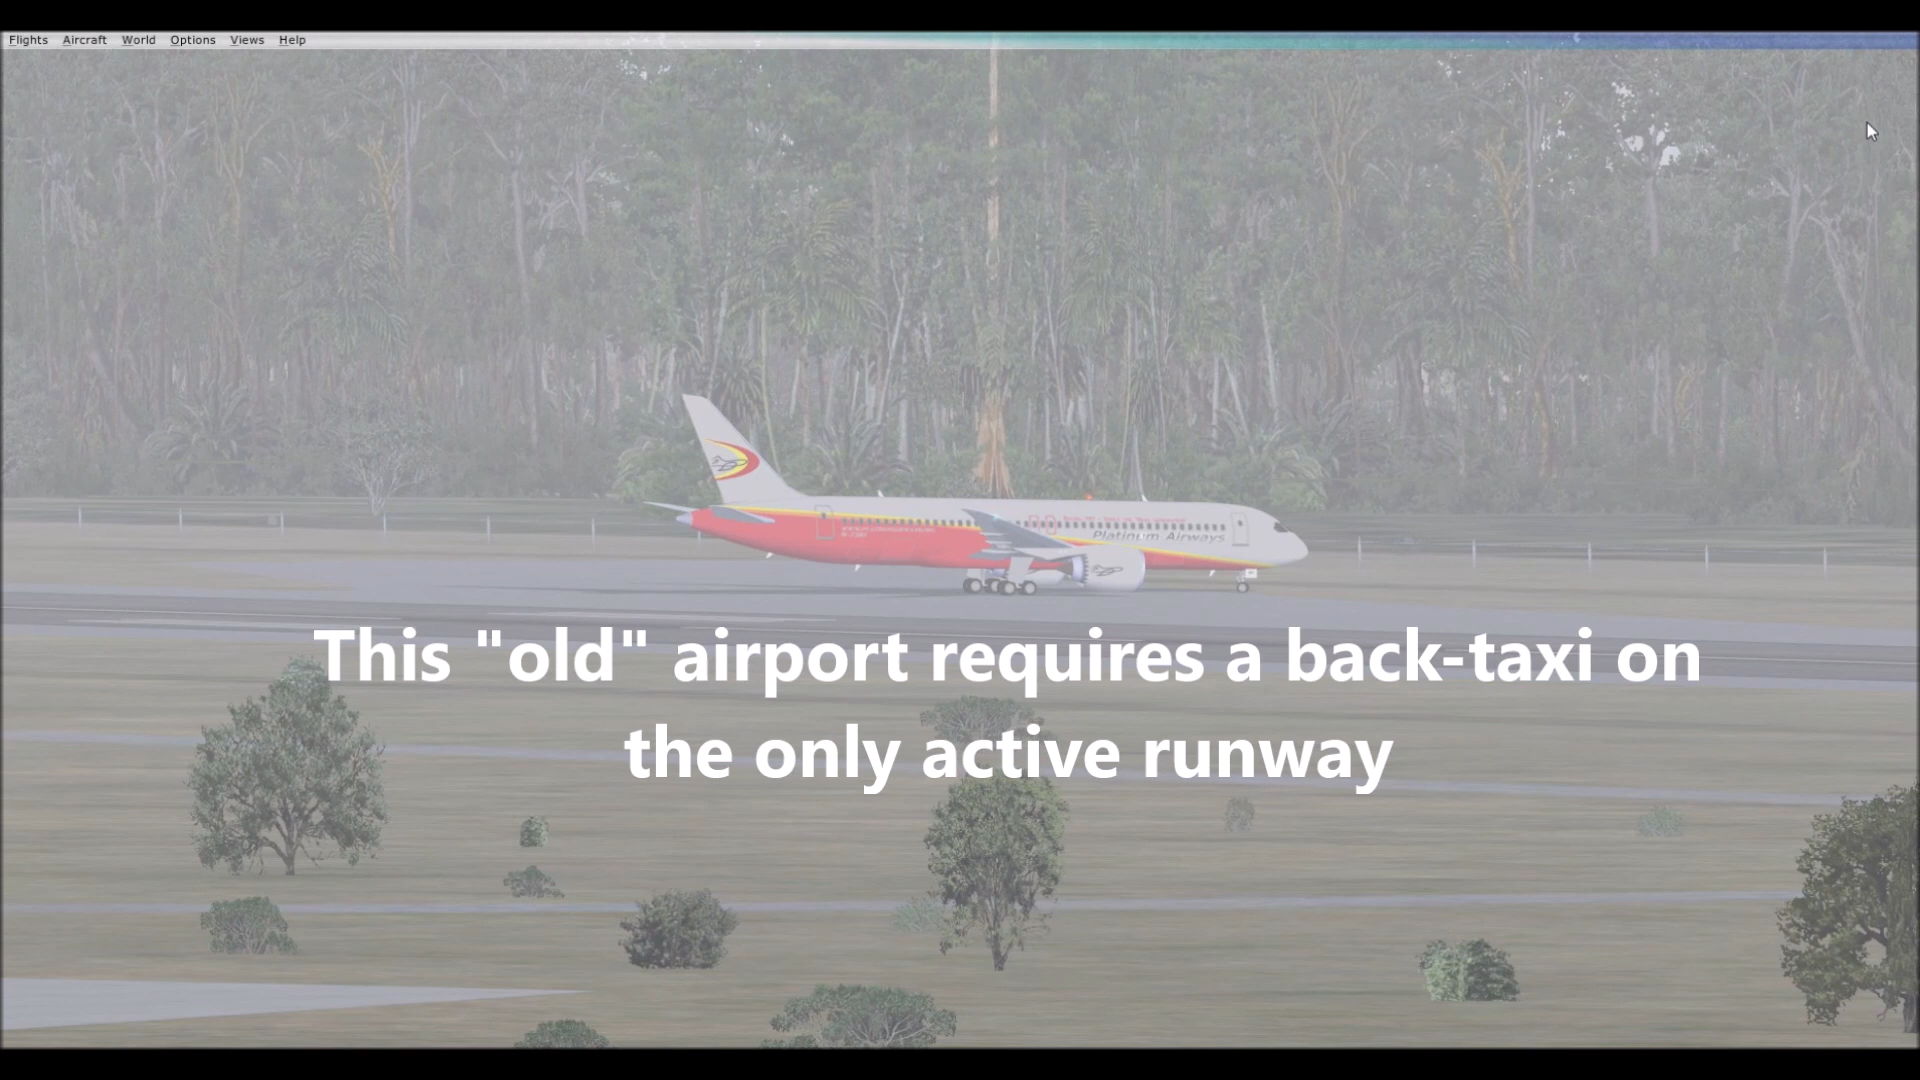 Flights Aircraft World Options Views Help
Platinum Airways
This "old" airport requires a back-taxi on
the only active runway